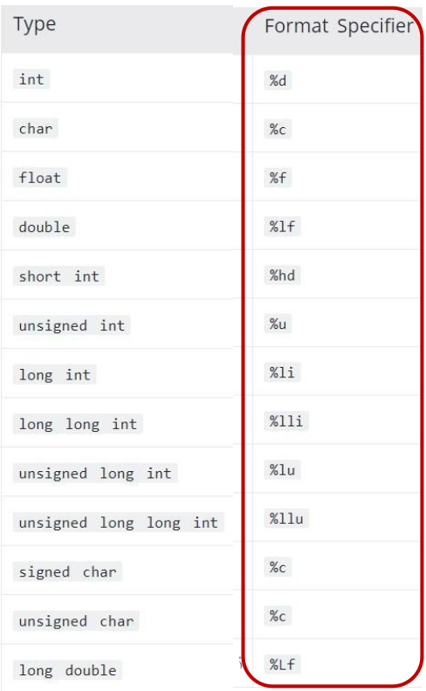 Type Format Specifier
int %d
char %c
float %f
double %lf
short int %hd
unsigned int %u
long int %li
long long int %lli
unsigned long int %lu
unsigned long long int %llu
signed char %c
unsigned char %c
long double %Lf